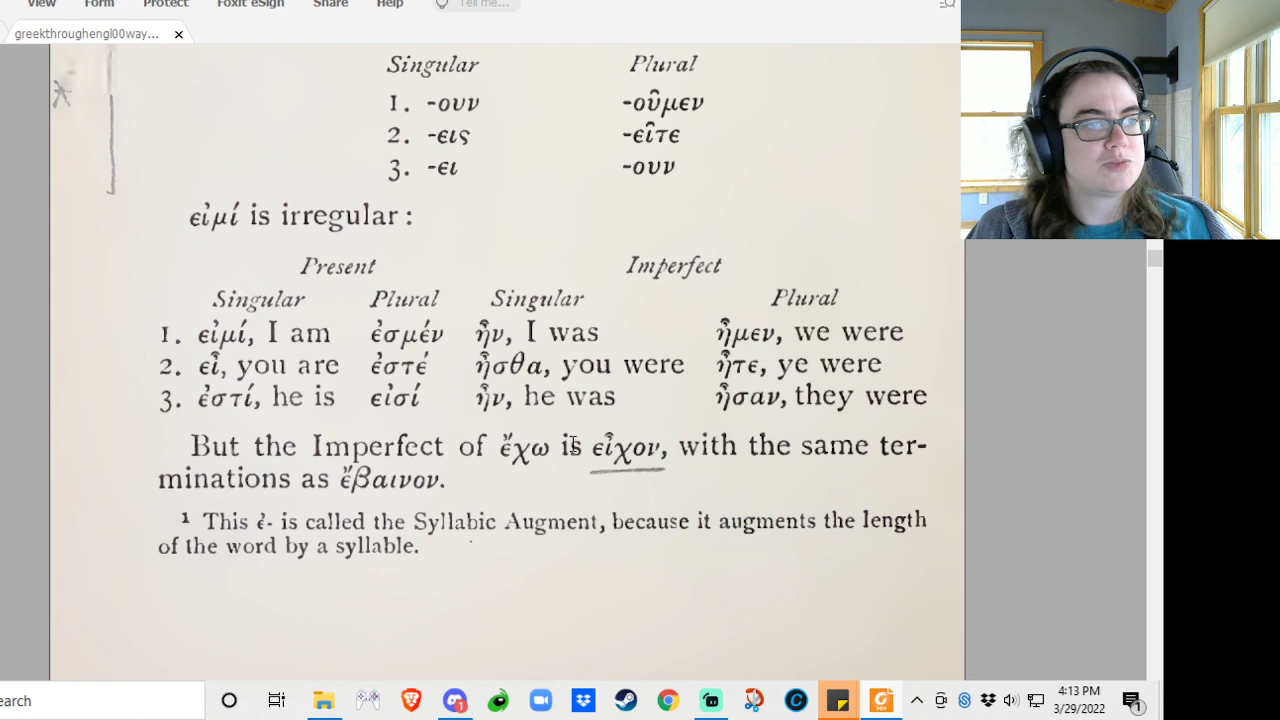 View Form Protect Foxit eSign Share Help Tell me...
greekthroughengl00way... ×
Singular Plural
1. -ουν -οῦμεν
2. -εις -εῖτε
3. -ει -ουν
εἰμί is irregular :
Present Imperfect
Singular Plural Singular Plural
1. εἰμί, I am ἐσμέν ἦν, I was ἦμεν, we were
2. εἶ, you are ἐστέ ἦσθα, you were ἦτε, ye were
3. ἐστί, he is εἰσί ἦν, he was ἦσαν, they were
But the Imperfect of ἔχω is εἶχον, with the same ter-
minations as ἔβαινον.
1 This ἐ- is called the Syllabic Augment, because it augments the length
of the word by a syllable.
earch 1 PDF 4:13 PM 1
3/29/2022